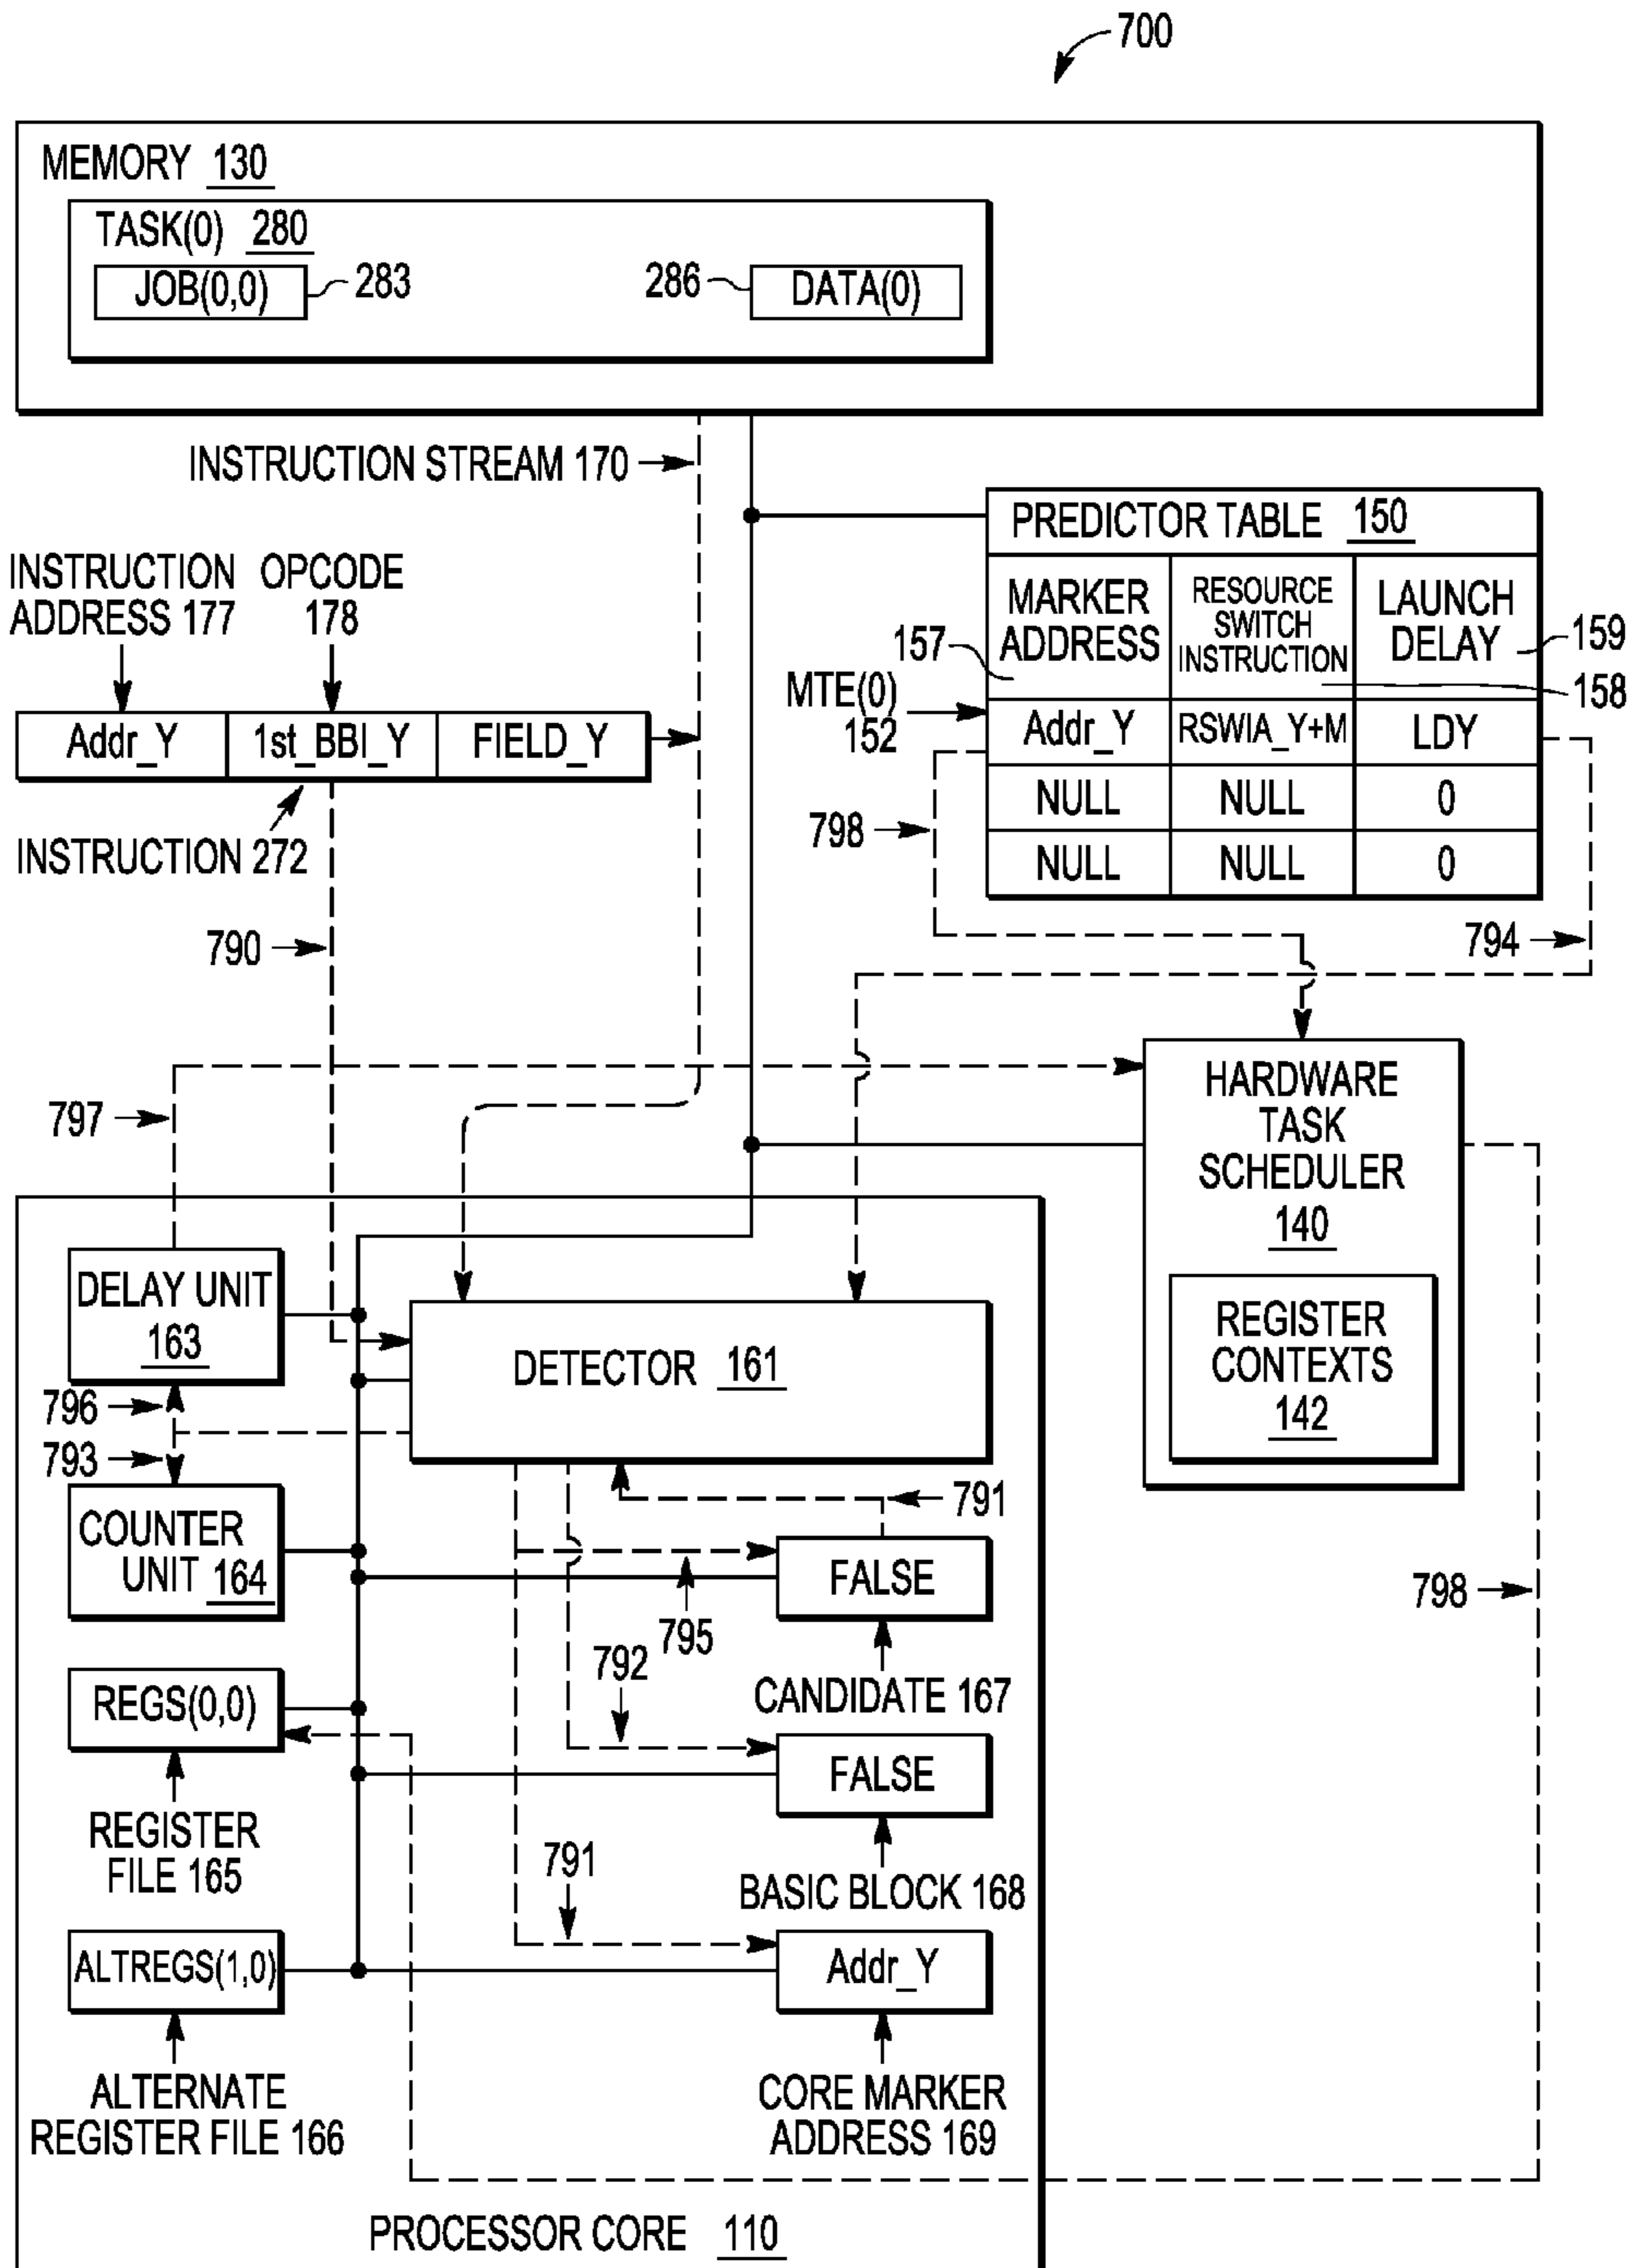 700
MEMORY 130
TASK(0) 280
JOB(0,0)
283
286
DATA(0)
INSTRUCTION STREAM 170
PREDICTOR TABLE 150
MARKER
ADDRESS
RESOURCE
SWITCH
INSTRUCTION
LAUNCH
DELAY
157
159
158
MTE(0)
152
Addr_Y
RSWIA_Y+M
LDY
NULL
NULL
0
NULL
NULL
0
INSTRUCTION
ADDRESS 177
OPCODE
178
Addr_Y
1st_BBI_Y
FIELD_Y
INSTRUCTION 272
798
790
794
797
HARDWARE
TASK
SCHEDULER
140
REGISTER
CONTEXTS
142
DELAY UNIT
163
DETECTOR 161
796
793
COUNTER
UNIT 164
791
FALSE
795
798
CANDIDATE 167
792
REGS(0,0)
FALSE
REGISTER
FILE 165
BASIC BLOCK 168
791
ALTREGS(1,0)
Addr_Y
ALTERNATE
REGISTER FILE 166
CORE MARKER
ADDRESS 169
PROCESSOR CORE 110